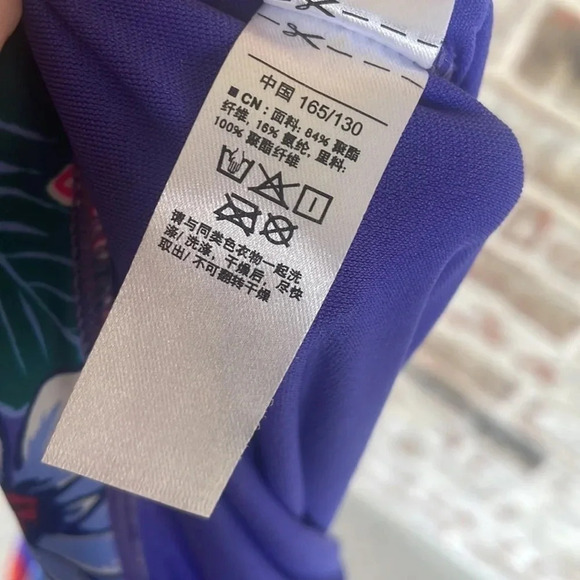 中国 165/130
■CN：面料: 84% 聚酯
纤维, 16% 氨纶, 里料:
100% 聚酯纤维
请与同类色衣物一起洗
涤/ 洗涤, 干燥后, 尽快
取出/ 不可翻转干燥